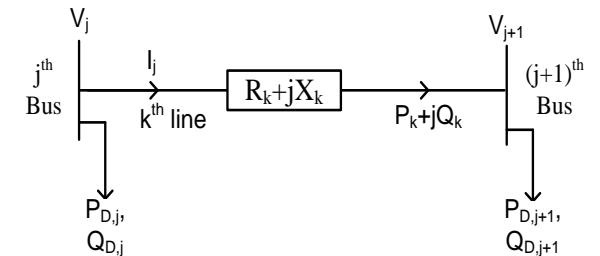 V_j
V_{j+1}
j^{th}
Bus
I_j
k^{th} line
R_k+jX_k
P_k+jQ_k
(j+1)^{th}
Bus
P_{D,j},
Q_{D,j}
P_{D,j+1},
Q_{D,j+1}